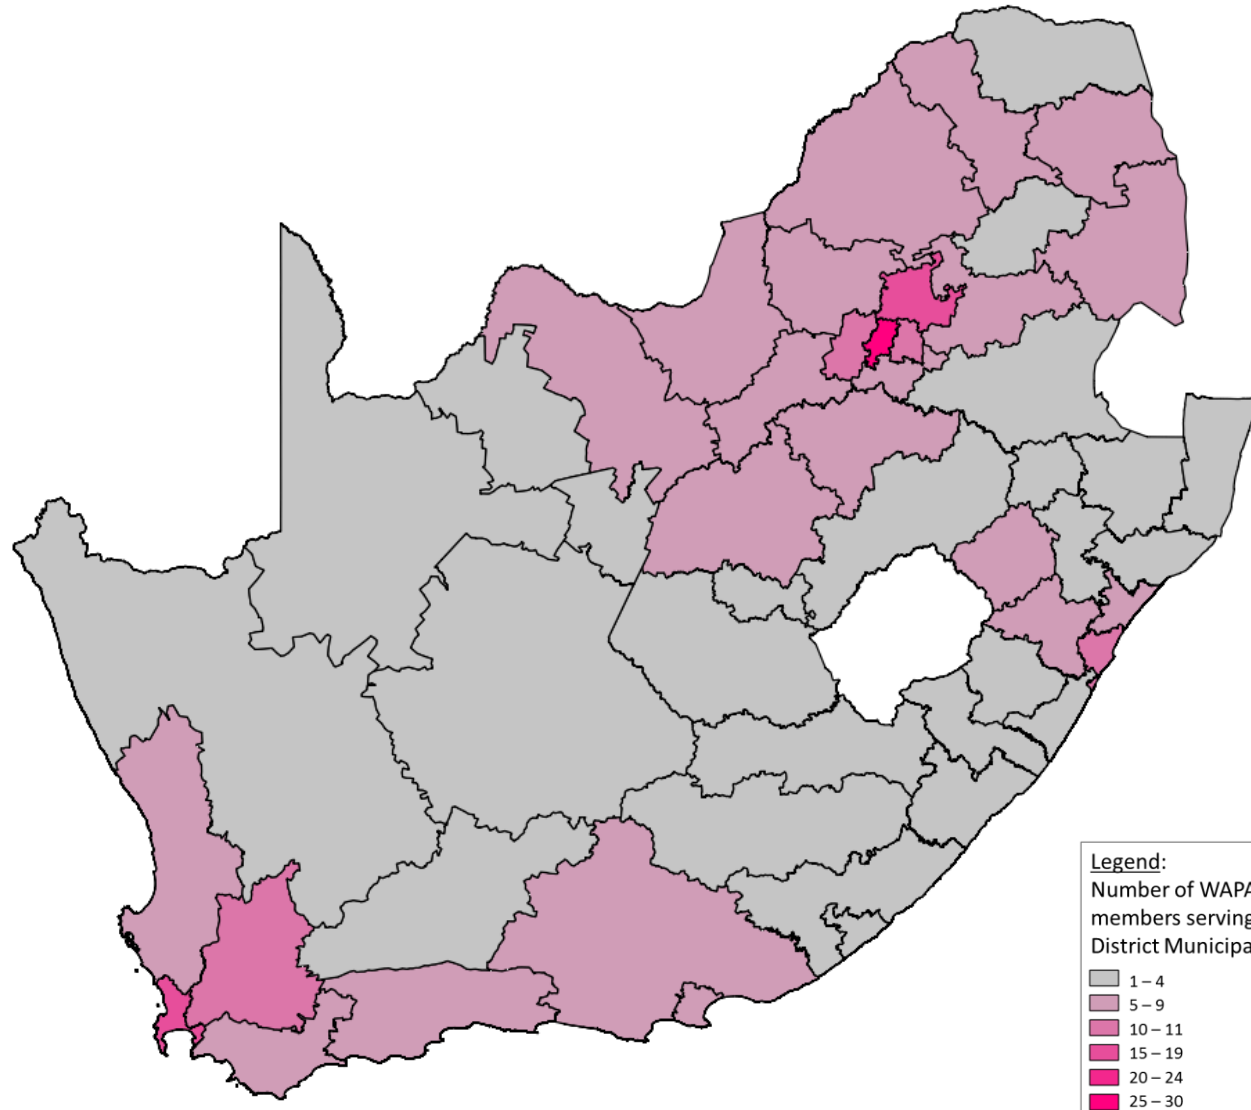 Legend:
Number of WAPA
members serving
District Municipa
1 – 4
5 – 9
10 – 11
15 – 19
20 – 24
25 – 30